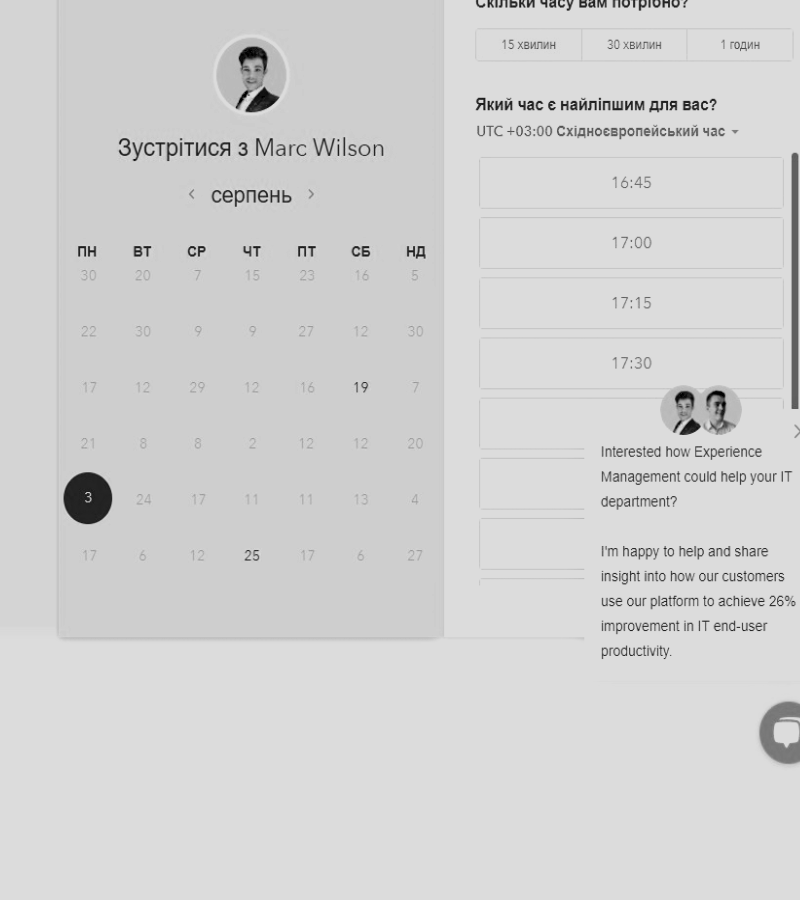 Зустрітися з Marc Wilson
серпень
ПН ВТ СР ЧТ ПТ СБ НД
30 20 7 15 23 16 5
22 30 9 9 27 12 30
17 12 29 12 16 19 7
21 8 8 2 12 12 20
3 24 17 11 11 13 4
17 6 12 25 17 6 27
Скільки часу вам потрібно?
15 хвилин 30 хвилин 1 годин
Який час є найліпшим для вас?
UTC +03:00 Східноєвропейський час
16:45
17:00
17:15
17:30
Interested how Experience
Management could help your IT
department?
I'm happy to help and share
insight into how our customers
use our platform to achieve 26%
improvement in IT end-user
productivity.